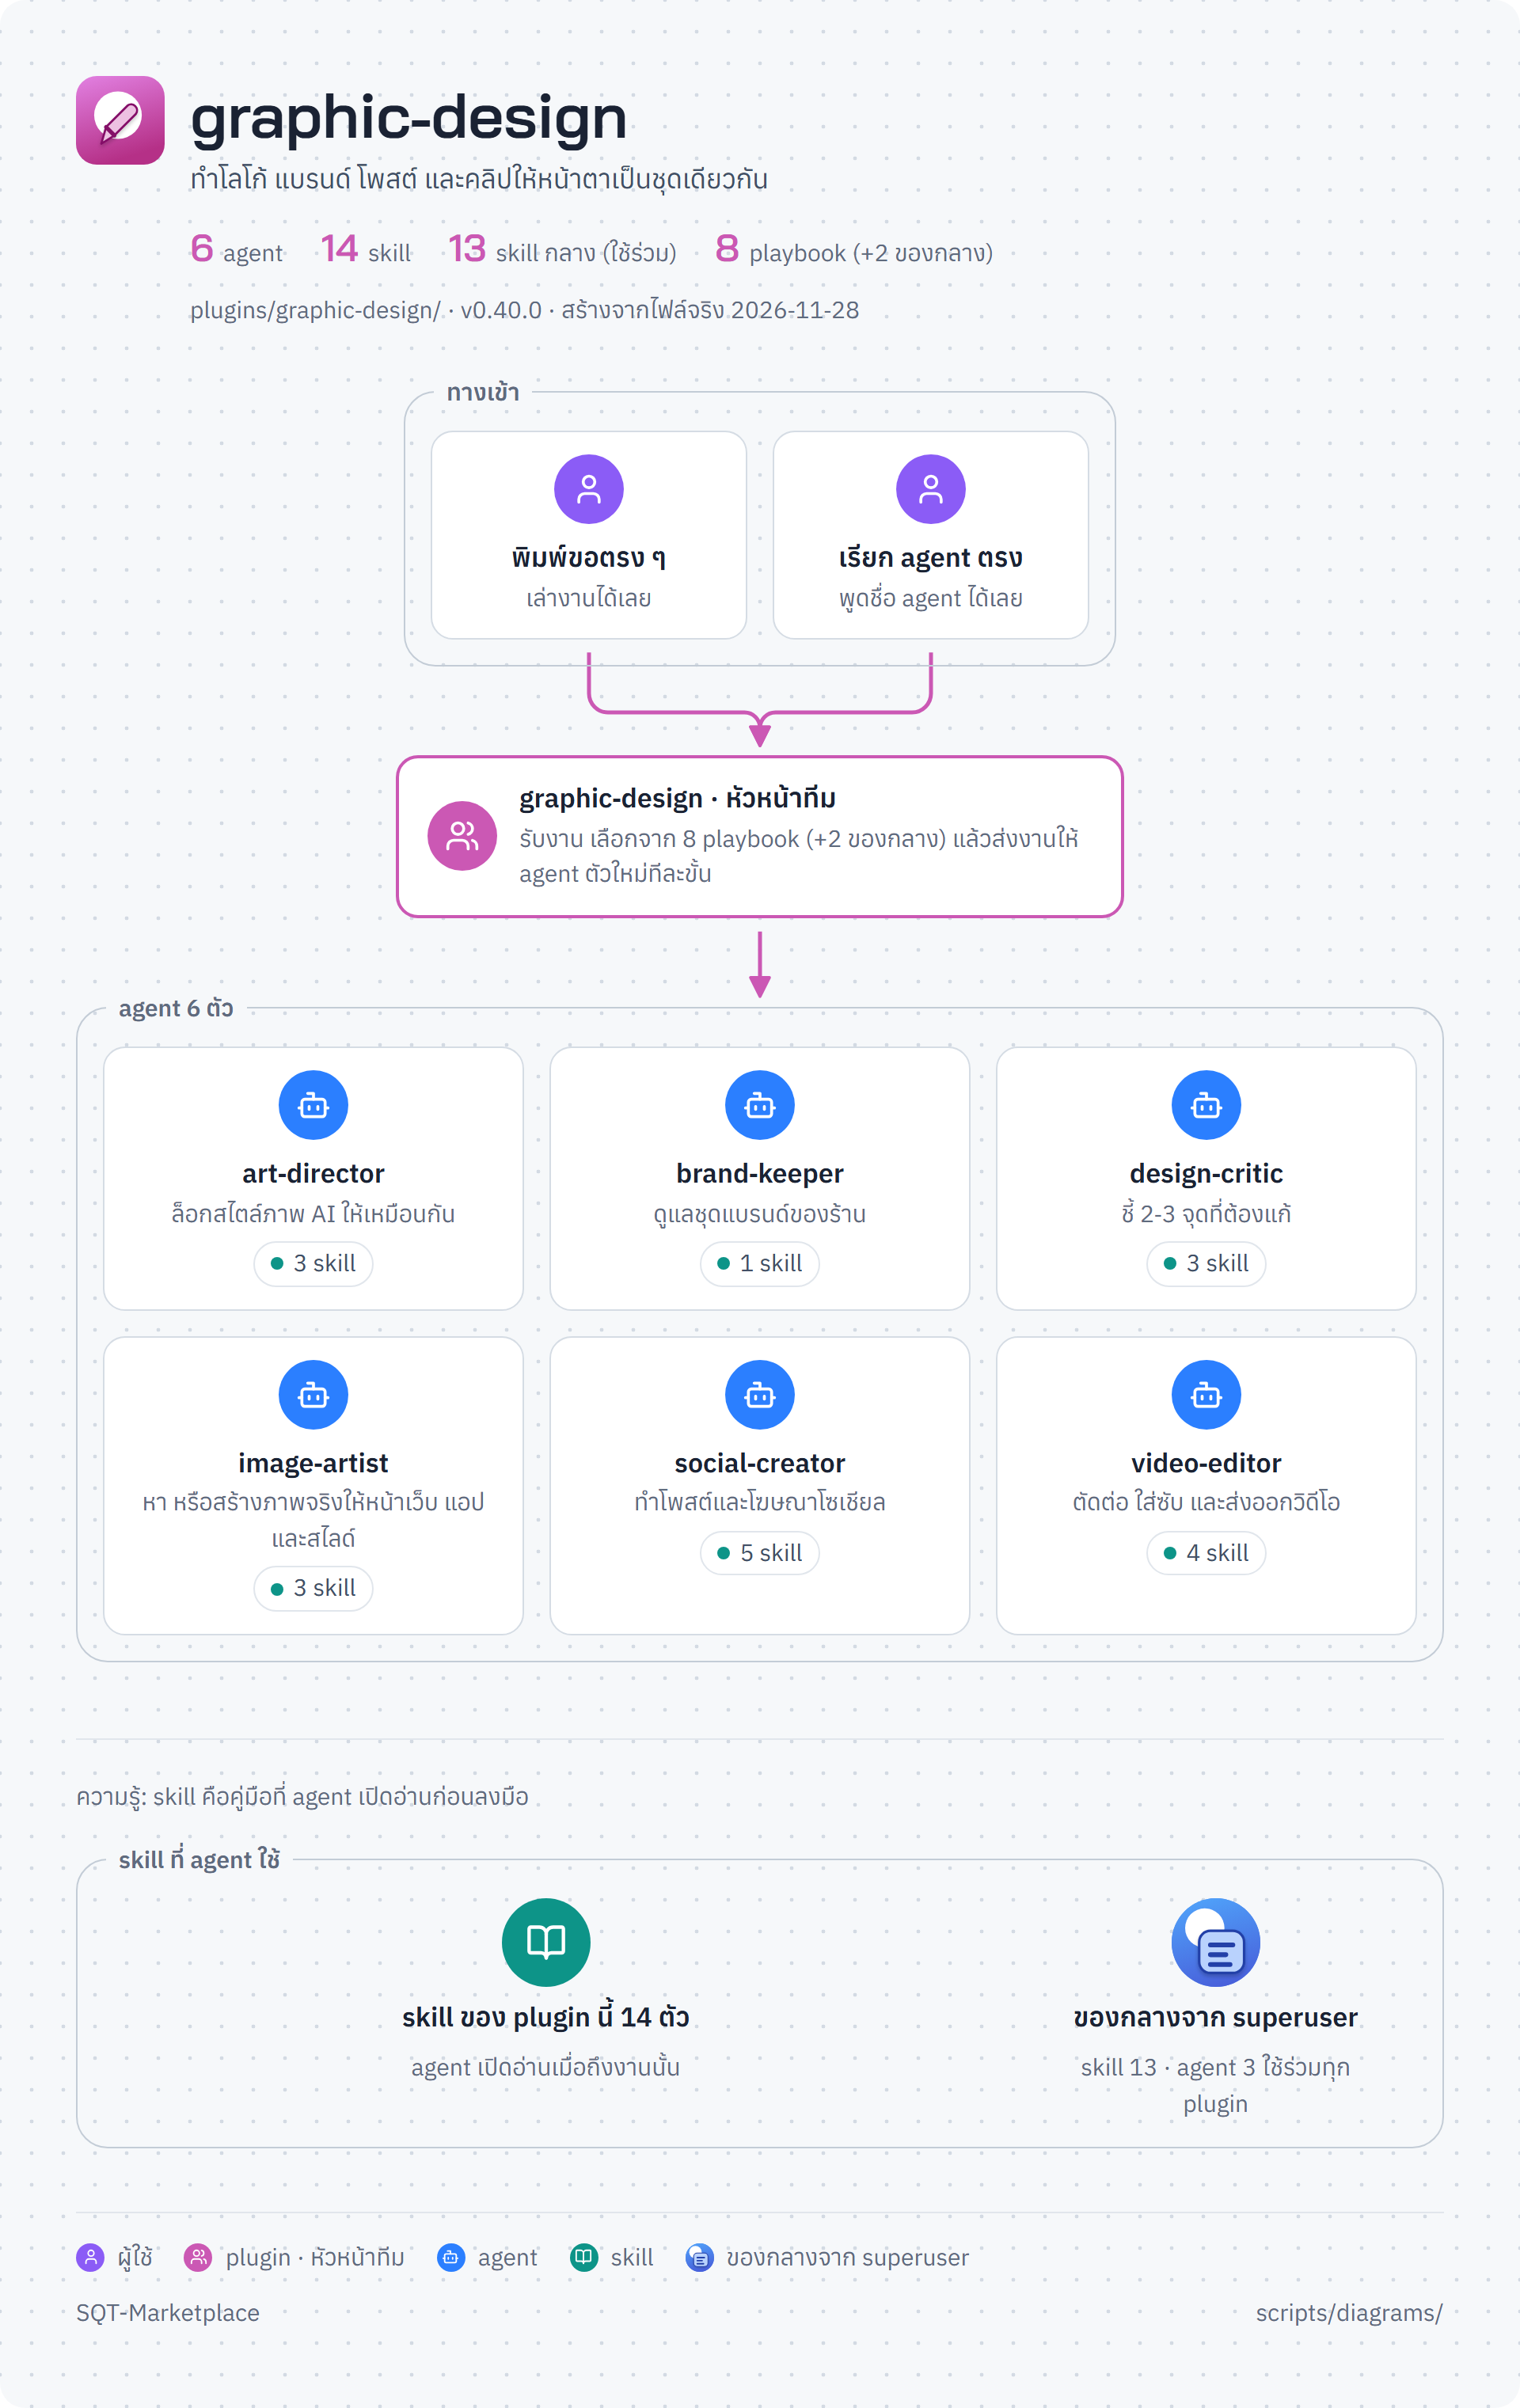 graphic-design
ทำโลโก้ แบรนด์ โพสต์ และคลิปให้หน้าตาเป็นชุดเดียวกัน
6 agent 14 skill 13 skill กลาง (ใช้ร่วม) 8 playbook (+2 ของกลาง)
plugins/graphic-design/ · v0.40.0 · สร้างจากไฟล์จริง 2026-11-28
ทางเข้า
พิมพ์ขอตรง ๆ
เล่างานได้เลย
เรียก agent ตรง
พูดชื่อ agent ได้เลย
graphic-design · หัวหน้าทีม
รับงาน เลือกจาก 8 playbook (+2 ของกลาง) แล้วส่งงานให้
agent ตัวใหม่ทีละขั้น
agent 6 ตัว
art-director
ล็อกสไตล์ภาพ AI ให้เหมือนกัน
3 skill
brand-keeper
ดูแลชุดแบรนด์ของร้าน
1 skill
design-critic
ชี้ 2-3 จุดที่ต้องแก้
3 skill
image-artist
หา หรือสร้างภาพจริงให้หน้าเว็บ แอป
และสไลด์
3 skill
social-creator
ทำโพสต์และโฆษณาโซเชียล
5 skill
video-editor
ตัดต่อ ใส่ซับ และส่งออกวิดีโอ
4 skill
ความรู้: skill คือคู่มือที่ agent เปิดอ่านก่อนลงมือ
skill ที่ agent ใช้
skill ของ plugin นี้ 14 ตัว
agent เปิดอ่านเมื่อถึงงานนั้น
ของกลางจาก superuser
skill 13 · agent 3 ใช้ร่วมทุก
plugin
ผู้ใช้ plugin · หัวหน้าทีม agent skill ของกลางจาก superuser
SQT-Marketplace scripts/diagrams/